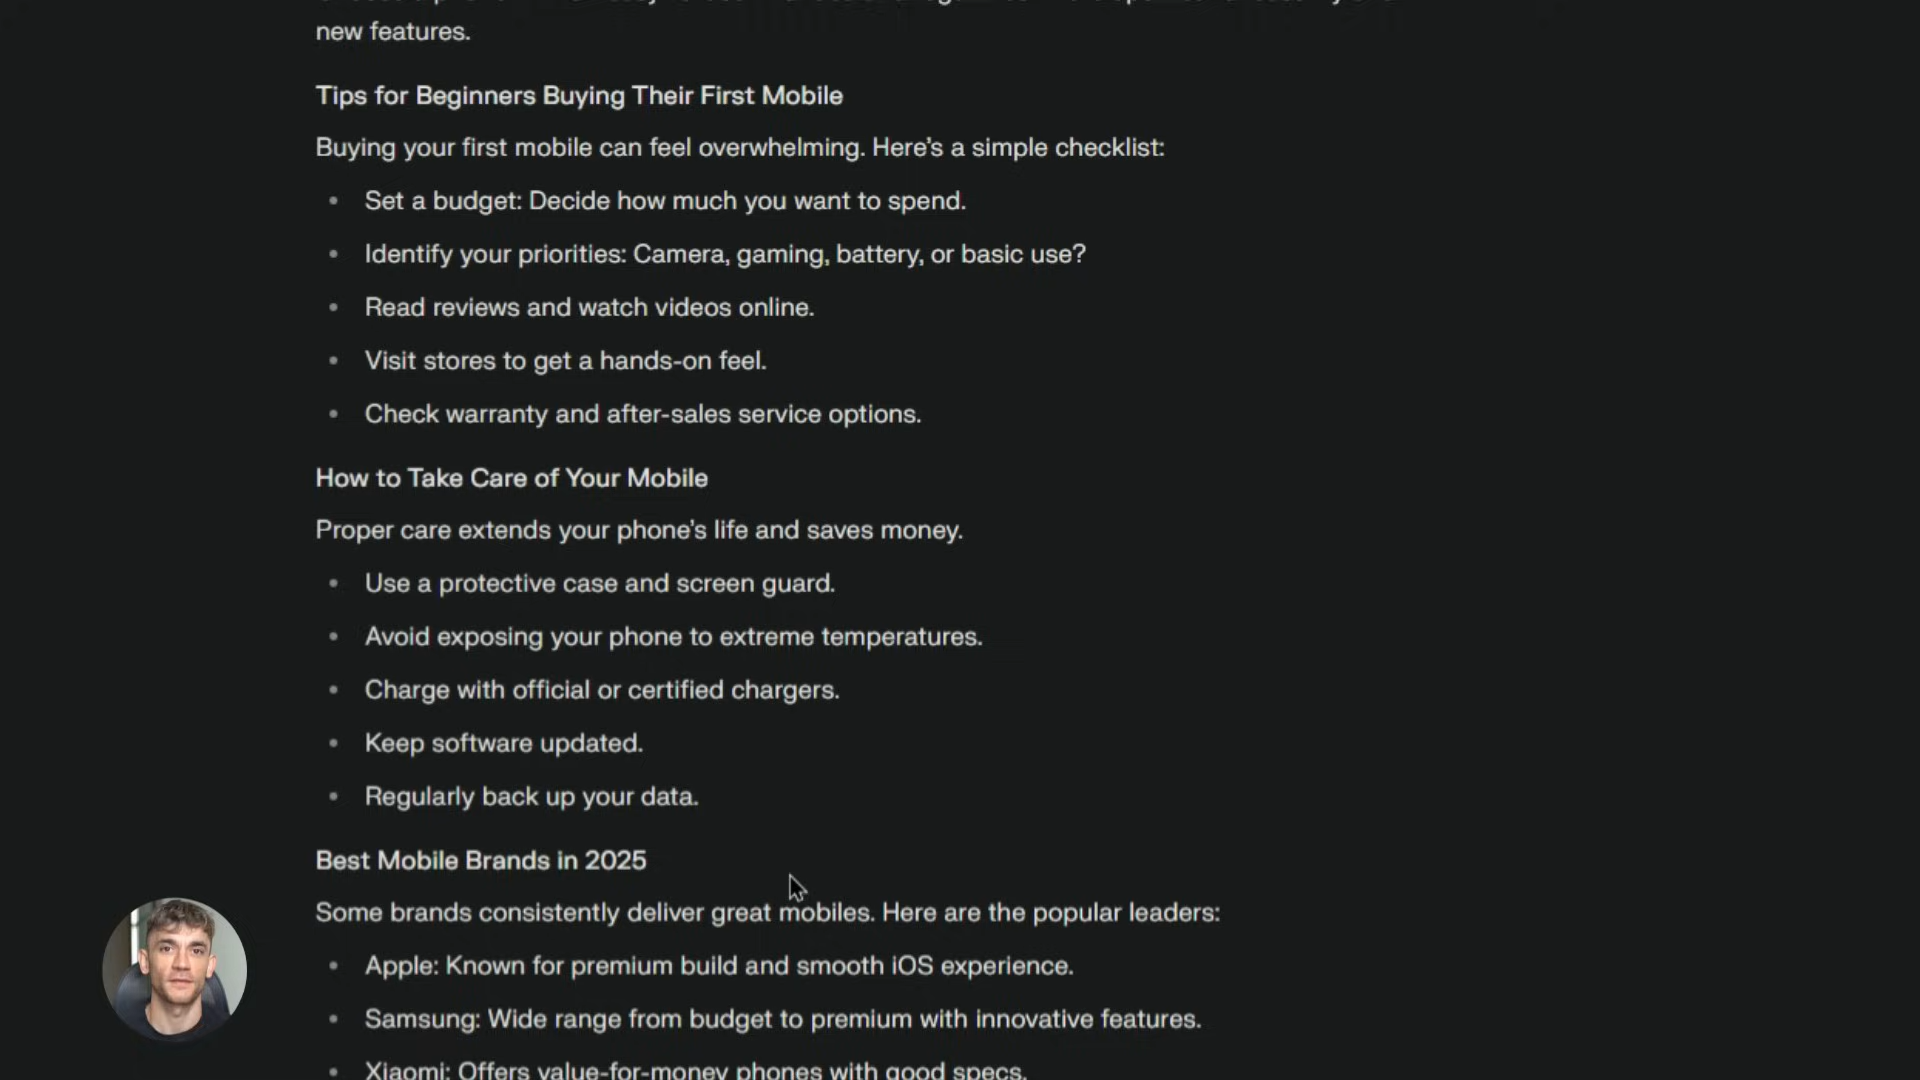 new features.
Tips for Beginners Buying Their First Mobile
Buying your first mobile can feel overwhelming. Here's a simple checklist:
• Set a budget: Decide how much you want to spend.
• Identify your priorities: Camera, gaming, battery, or basic use?
• Read reviews and watch videos online.
• Visit stores to get a hands-on feel.
• Check warranty and after-sales service options.
How to Take Care of Your Mobile
Proper care extends your phone's life and saves money.
• Use a protective case and screen guard.
• Avoid exposing your phone to extreme temperatures.
• Charge with official or certified chargers.
• Keep software updated.
• Regularly back up your data.
Best Mobile Brands in 2025
Some brands consistently deliver great mobiles. Here are the popular leaders:
• Apple: Known for premium build and smooth iOS experience.
• Samsung: Wide range from budget to premium with innovative features.
• Xiaomi: Offers value-for-money phones with good specs.